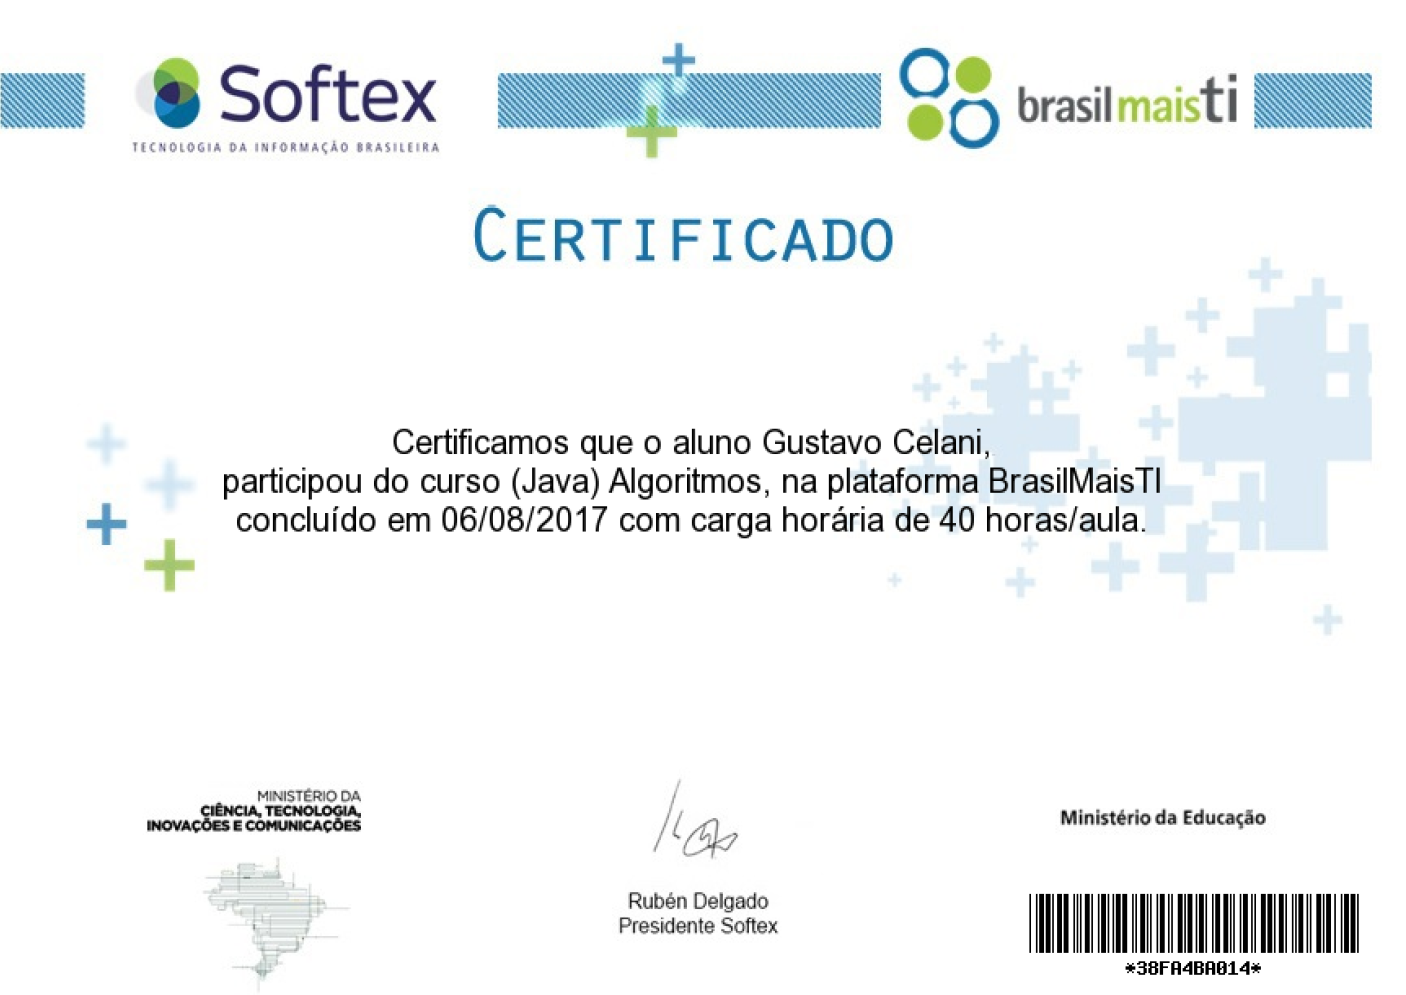 Softex
TECNOLOGIA DA INFORMAÇÃO BRASILEIRA
brasilmaisti
CERTIFICADO
Certificamos que o aluno Gustavo Celani,
participou do curso (Java) Algoritmos, na plataforma BrasilMaisTI
concluído em 06/08/2017 com carga horária de 40 horas/aula.
MINISTÉRIO DA
CIÊNCIA, TECNOLOGIA,
INOVAÇÕES E COMUNICAÇÕES
Rubén Delgado
Presidente Softex
Ministério da Educação
*38FA4BA014*